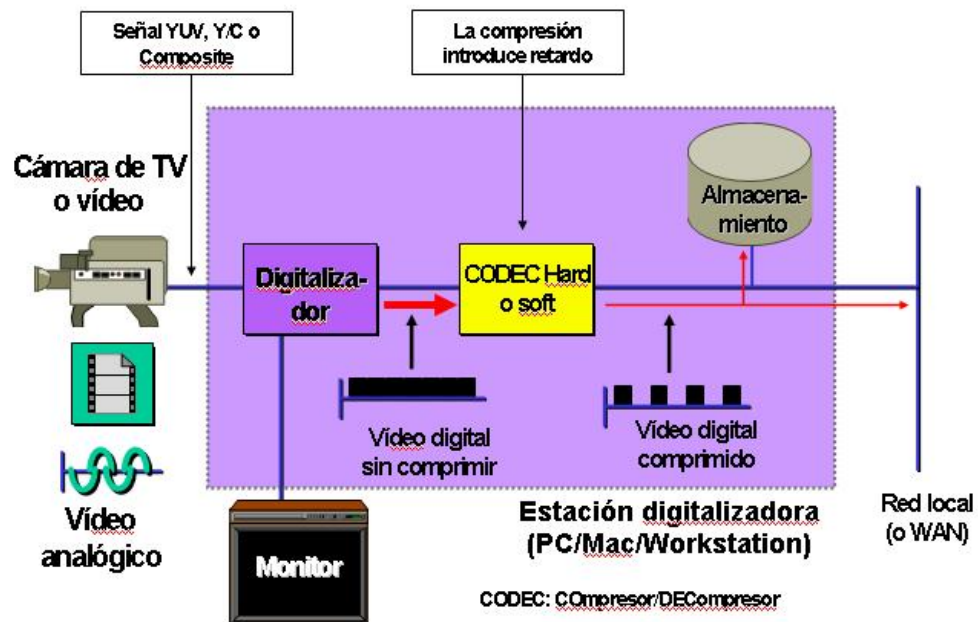 Señal YUV, Y/C o
Composite
La compresión
introduce retardo
Cámara de TV
o vídeo
Almacena-
miento
Digitaliza-
dor
CODEC Hard
o soft
Vídeo digital
sin comprimir
Vídeo digital
comprimido
Vídeo
analógico
Monitor
Estación digitalizadora
(PC/Mac/Workstation)
Red local
(o WAN)
CODEC: COmpresor/DECompresor